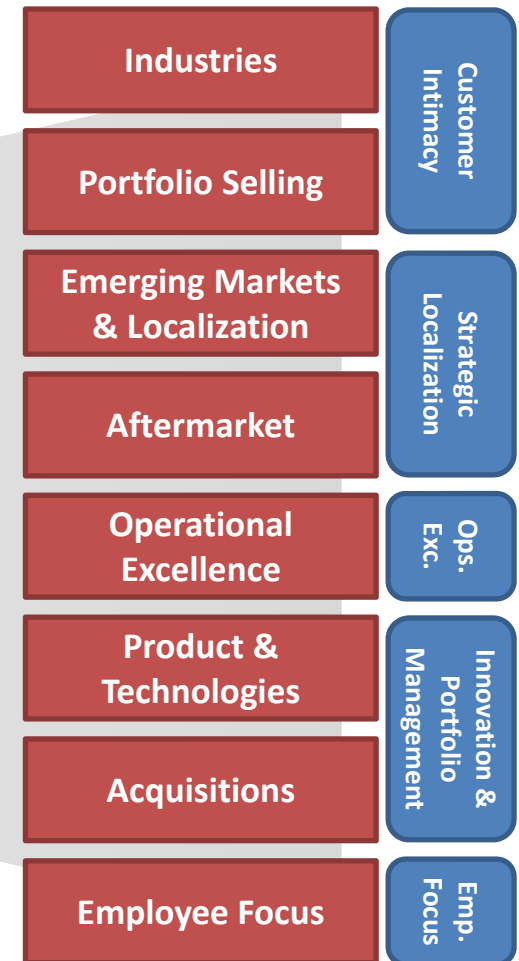 Industries
Customer
Intimacy
Portfolio Selling
Emerging Markets
& Localization
Strategic
Localization
Aftermarket
Operational
Excellence
Ops.
Exc.
Product &
Technologies
Innovation &
Portfolio
Management
Acquisitions
Employee Focus
Emp.
Focus